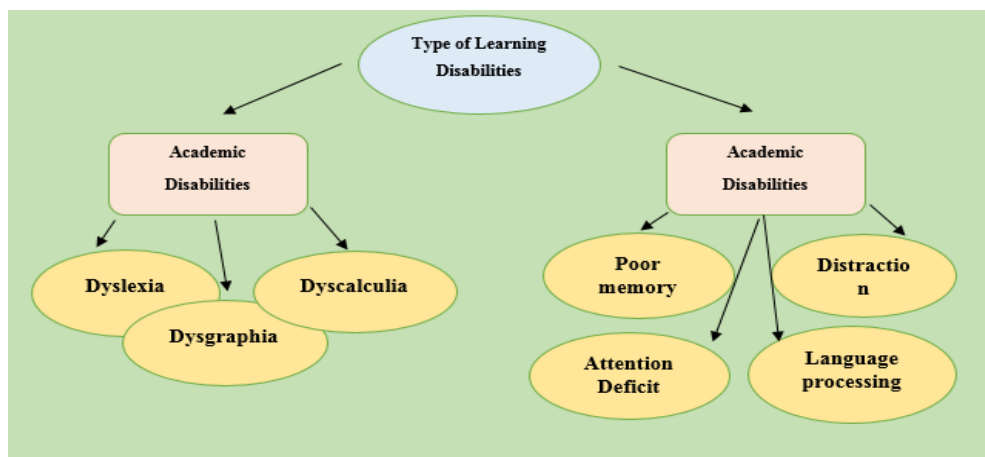 Type of Learning
Disabilities
Academic
Disabilities
Academic
Disabilities
Dyslexia
Dysgraphia
Dyscalculia
Poor
memory
Distractio
n
Attention
Deficit
Language
processing